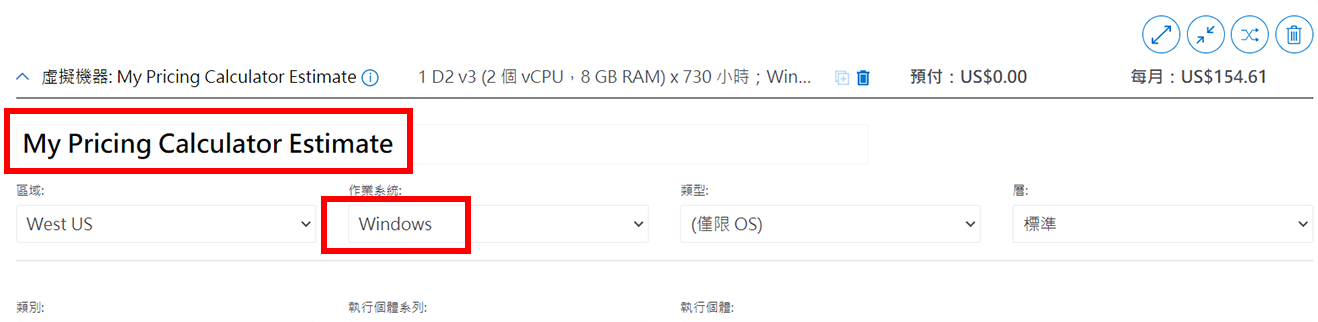 虛擬機器: My Pricing Calculator Estimate 1 D2 v3 (2 個 vCPU，8 GB RAM) x 730 小時；Win... 預付：US$0.00 每月：US$154.61
My Pricing Calculator Estimate
區域: 作業系統: 類型: 層:
West US Windows (僅限 OS) 標準
類別: 執行個體系列: 執行個體: